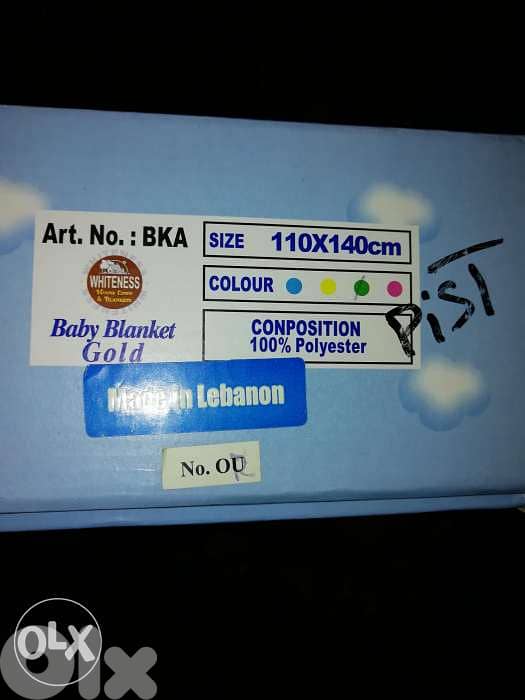 Art. No. : BKA
SIZE 110X140cm
WHITENESS
COLOUR
Baby Blanket
Gold
CONPOSITION
100% Polyester
Made in Lebanon
No. OU
OLX
olx